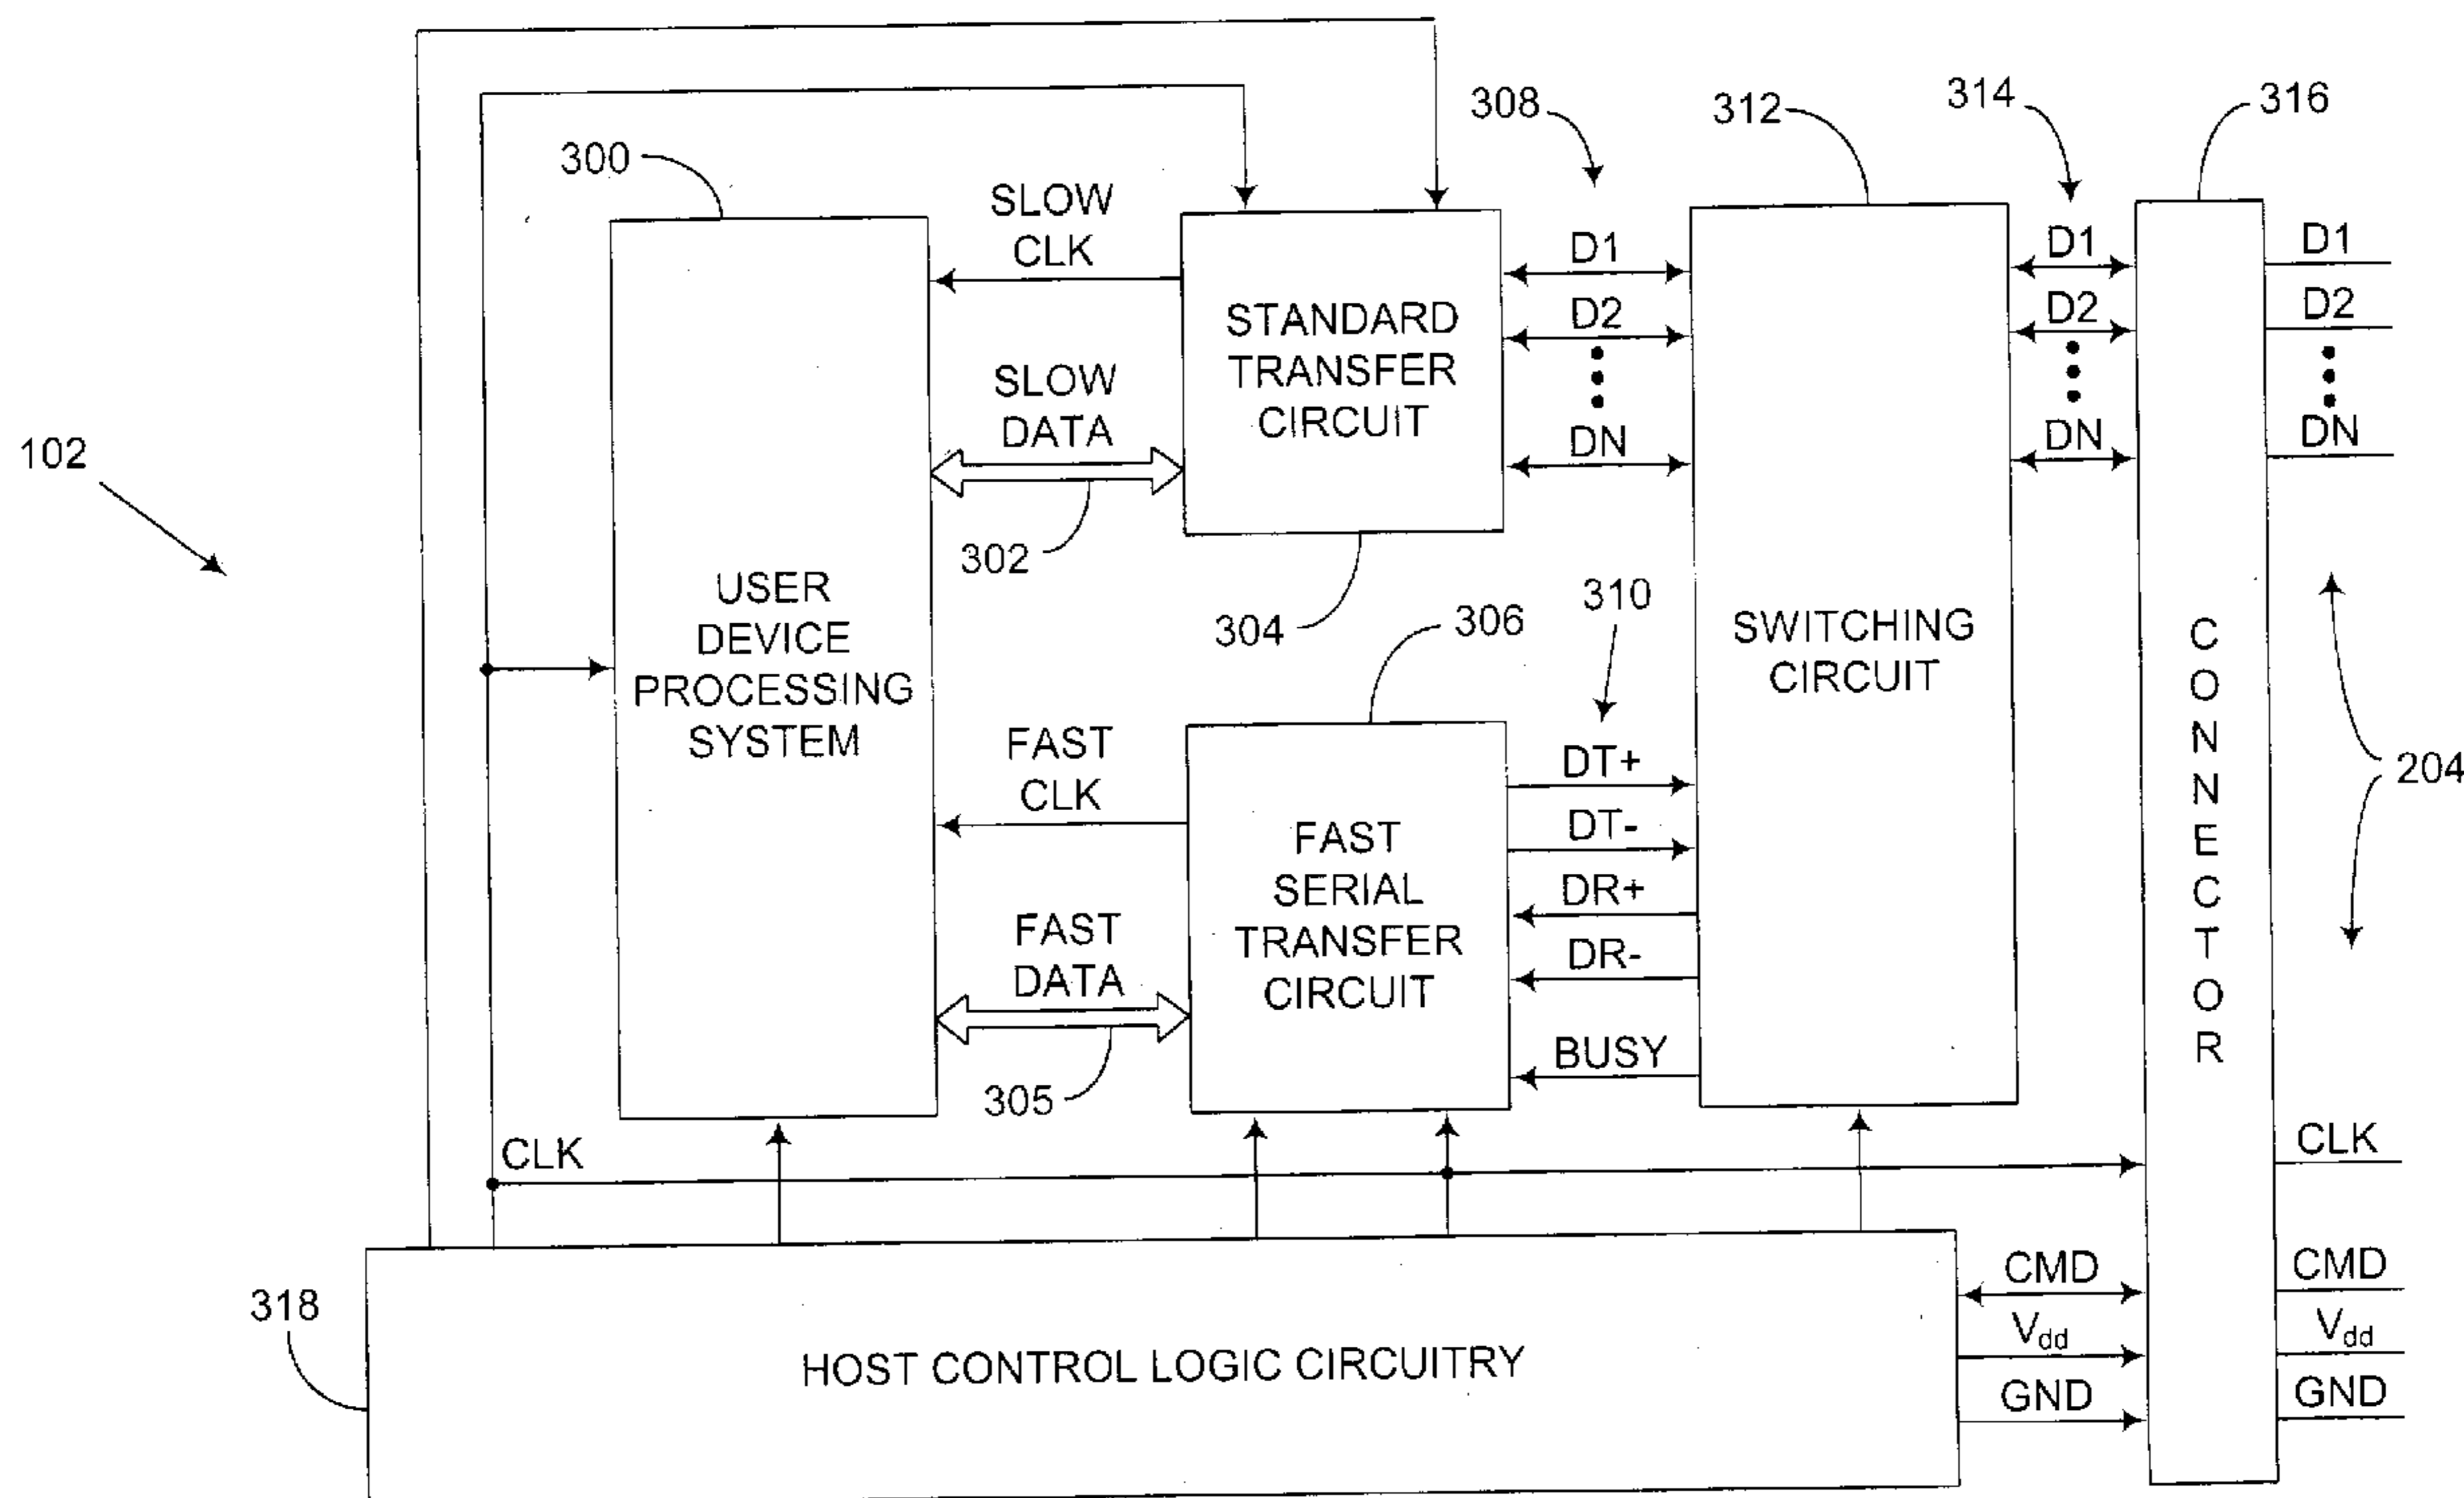 308
312
314
316
300
SLOW
CLK
D1
D1
D1
STANDARD
TRANSFER
CIRCUIT
D2
D2
D2
SLOW
DATA
DN
DN
DN
102
302
304
USER
DEVICE
PROCESSING
SYSTEM
306
310
SWITCHING
CIRCUIT
CONNECTOR
204
FAST
CLK
DT+
DT-
FAST
SERIAL
TRANSFER
CIRCUIT
DR+
DR-
FAST
DATA
BUSY
305
CLK
CLK
CMD
CMD
Vdd
Vdd
GND
GND
318
HOST CONTROL LOGIC CIRCUITRY